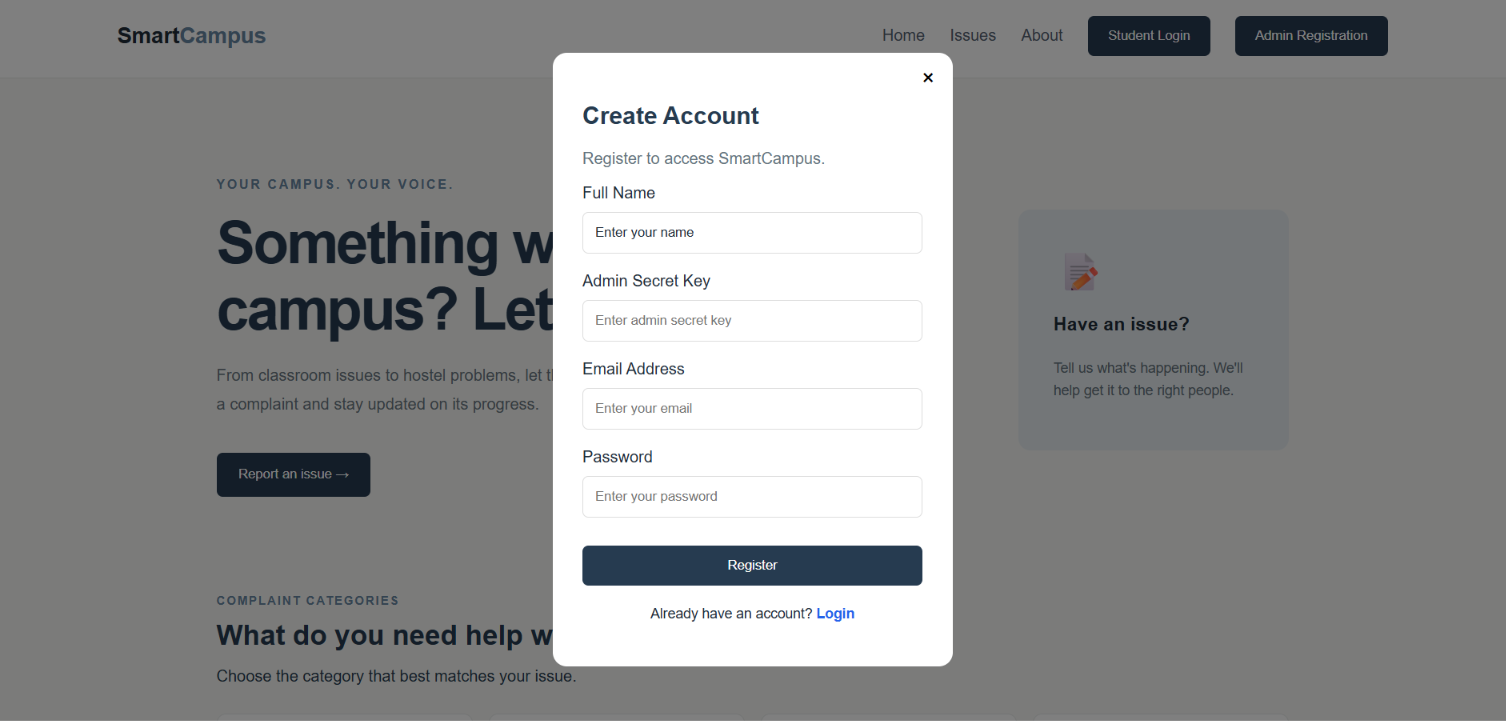 SmartCampus
Home
Issues
About
Student Login
Admin Registration
×
Create Account
Register to access SmartCampus.
Full Name
Enter your name
Admin Secret Key
Enter admin secret key
Email Address
Enter your email
Password
Enter your password
Register
Already have an account? Login
YOUR CAMPUS. YOUR VOICE.
Something
campus? Let
From classroom issues to hostel problems, let
a complaint and stay updated on its progress.
Report an issue →
Have an issue?
Tell us what's happening. We'll
help get it to the right people.
COMPLAINT CATEGORIES
What do you need help
Choose the category that best matches your issue.